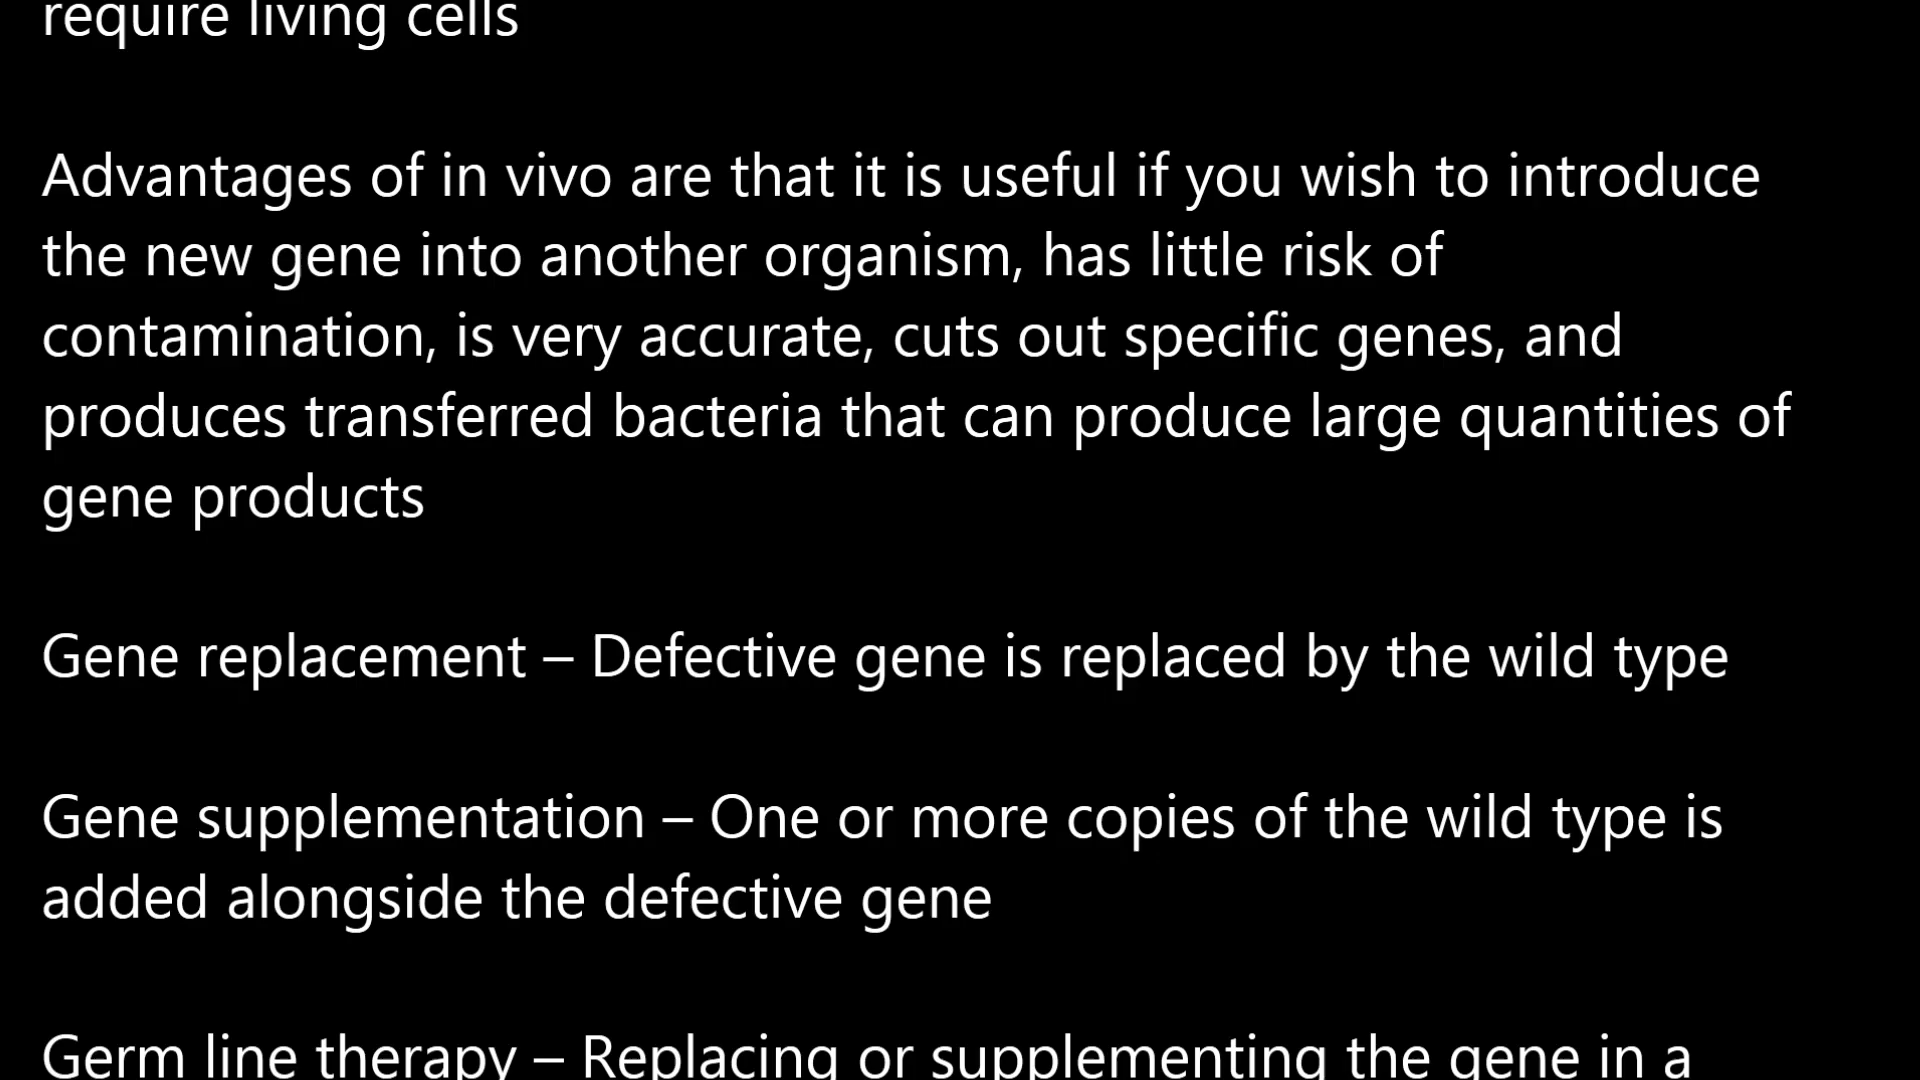 require living cells
Advantages of in vivo are that it is useful if you wish to introduce
the new gene into another organism, has little risk of
contamination, is very accurate, cuts out specific genes, and
produces transferred bacteria that can produce large quantities of
gene products
Gene replacement – Defective gene is replaced by the wild type
Gene supplementation – One or more copies of the wild type is
added alongside the defective gene
Germ line therapy – Replacing or supplementing the gene in a